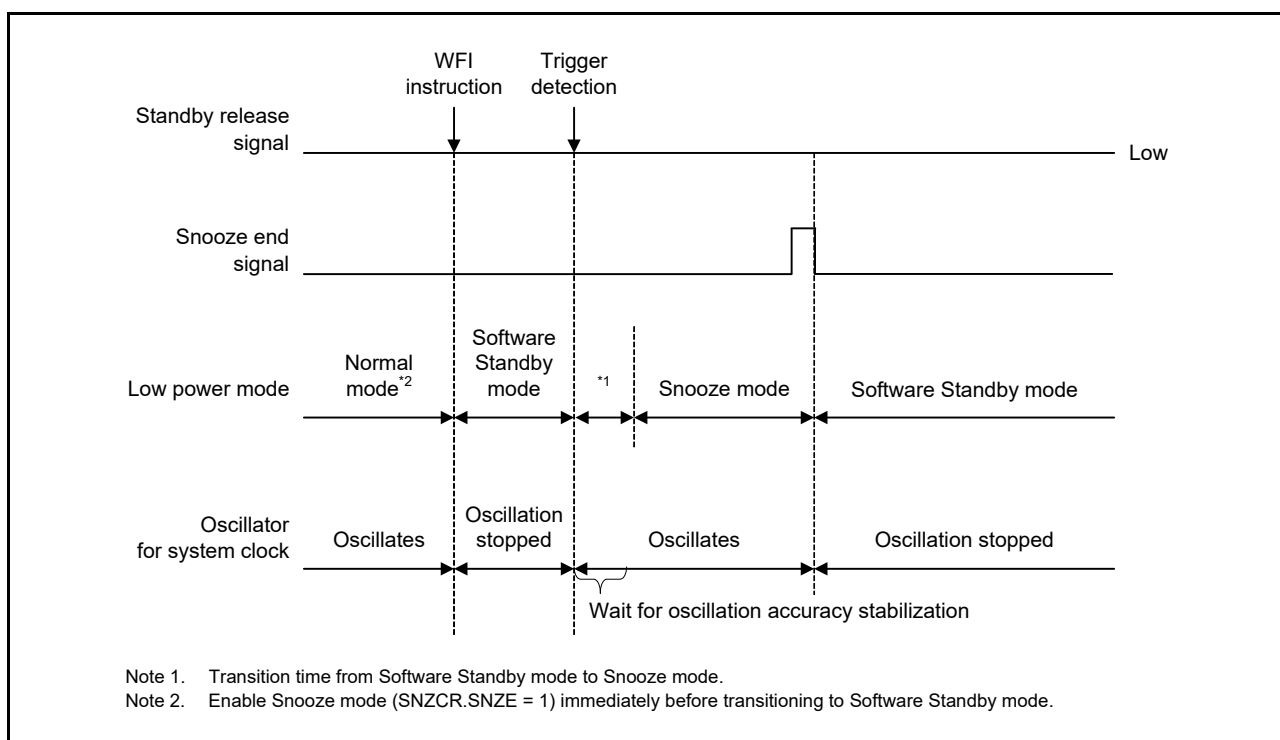 WFI
instruction
Trigger
detection
Standby release
signal
Low
Snooze end
signal
Low power mode
Normal
mode*2
Software
Standby
mode
*1
Snooze mode
Software Standby mode
Oscillator
for system clock
Oscillates
Oscillation
stopped
Oscillates
Oscillation stopped
Wait for oscillation accuracy stabilization
Note 1. Transition time from Software Standby mode to Snooze mode.
Note 2. Enable Snooze mode (SNZCR.SNZE = 1) immediately before transitioning to Software Standby mode.